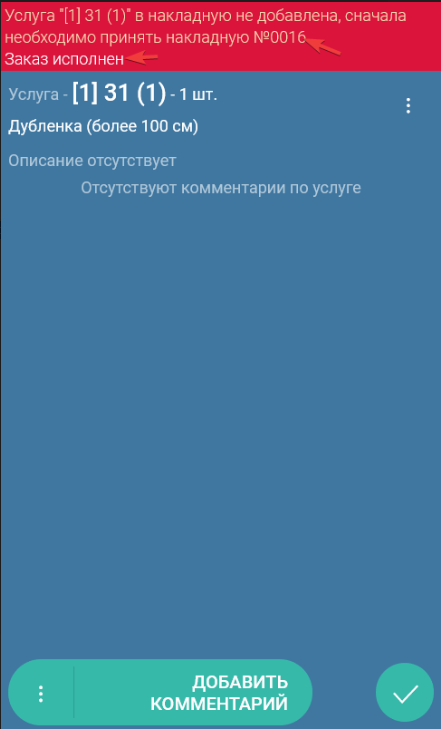 Услуга "[1] 31 (1)" в накладную не добавлена, сначала
необходимо принять накладную №0016
Заказ исполнен
Услуга - [1] 31 (1) - 1 шт.
Дубленка (более 100 см)
Описание отсутствует
Отсутствуют комментарии по услуге
ДОБАВИТЬ
КОММЕНТАРИЙ